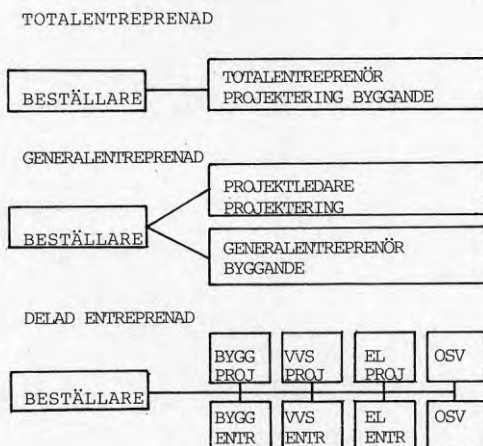 TOTALENTREPRENAD
BESTÄLLARE
TOTALENTREPRENÖR
PROJEKTERING BYGGANDE
GENERALENTREPRENAD
BESTÄLLARE
PROJEKTLEDARE
PROJEKTERING
GENERALENTREPRENÖR
BYGGANDE
DELAD ENTREPRENAD
BESTÄLLARE
BYGG PROJ
VVS PROJ
EL PROJ
OSV
BYGG ENTR
VVS ENTR
EL ENTR
OSV